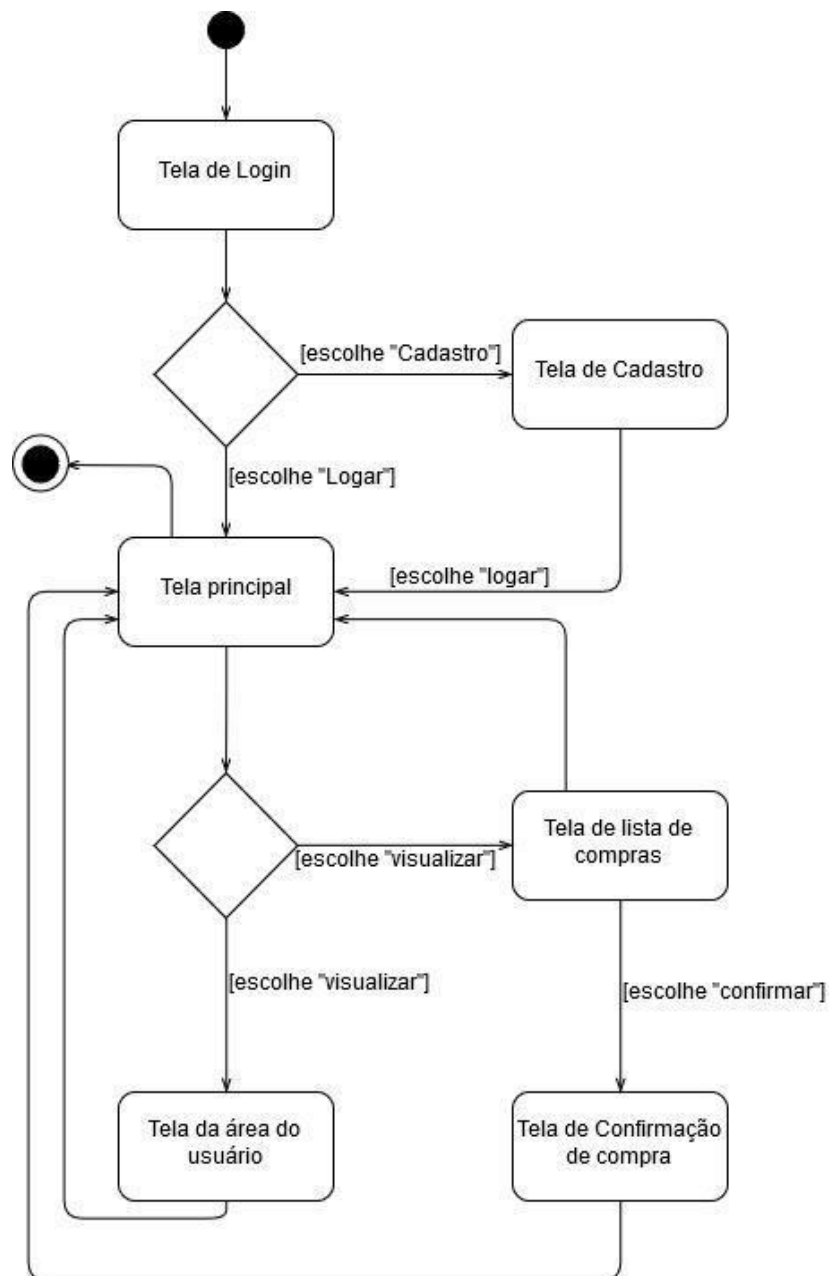 Tela de Login
[escolhe "Cadastro"]
Tela de Cadastro
[escolhe "Logar"]
Tela principal
[escolhe "logar"]
Tela de lista de
compras
[escolhe "visualizar"]
[escolhe "visualizar"]
[escolhe "confirmar"]
Tela da área do
usuário
Tela de Confirmação
de compra